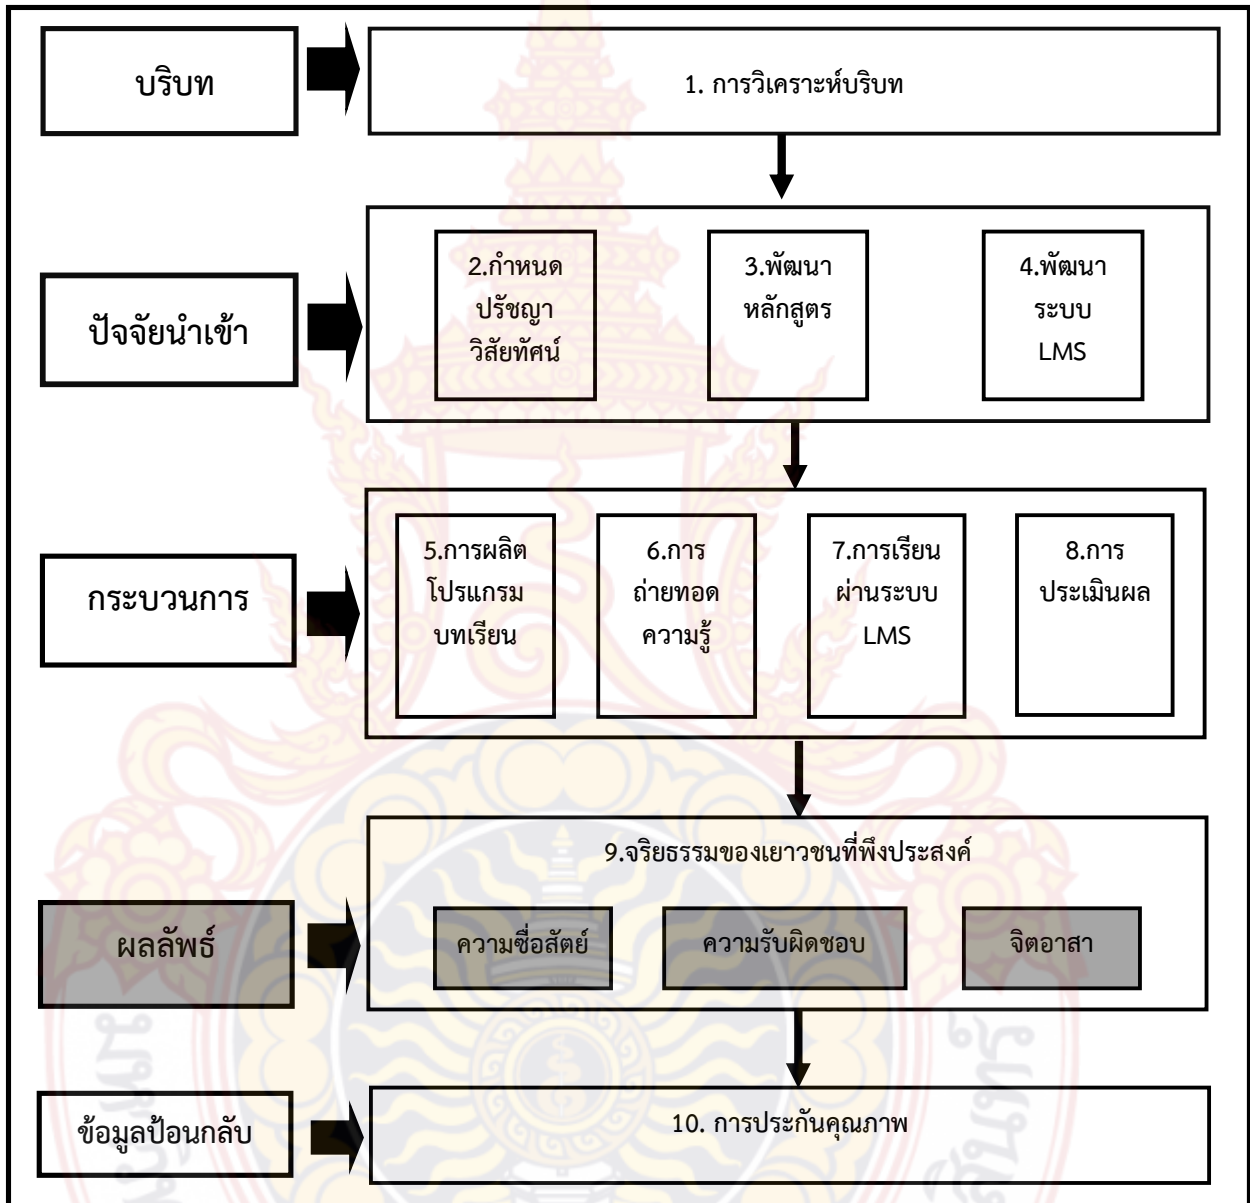 บริบท
1. การวิเคราะห์บริบท
ปัจจัยนำเข้า
2.กำหนด
ปรัชญา
วิสัยทัศน์
3.พัฒนา
หลักสูตร
4.พัฒนา
ระบบ
LMS
กระบวนการ
5.การผลิต
โปรแกรม
บทเรียน
6.การ
ถ่ายทอด
ความรู้
7.การเรียน
ผ่านระบบ
LMS
8.การ
ประเมินผล
ผลลัพธ์
9.จริยธรรมของเยาวชนที่พึงประสงค์
ความซื่อสัตย์
ความรับผิดชอบ
จิตอาสา
ข้อมูลป้อนกลับ
10. การประกันคุณภาพ